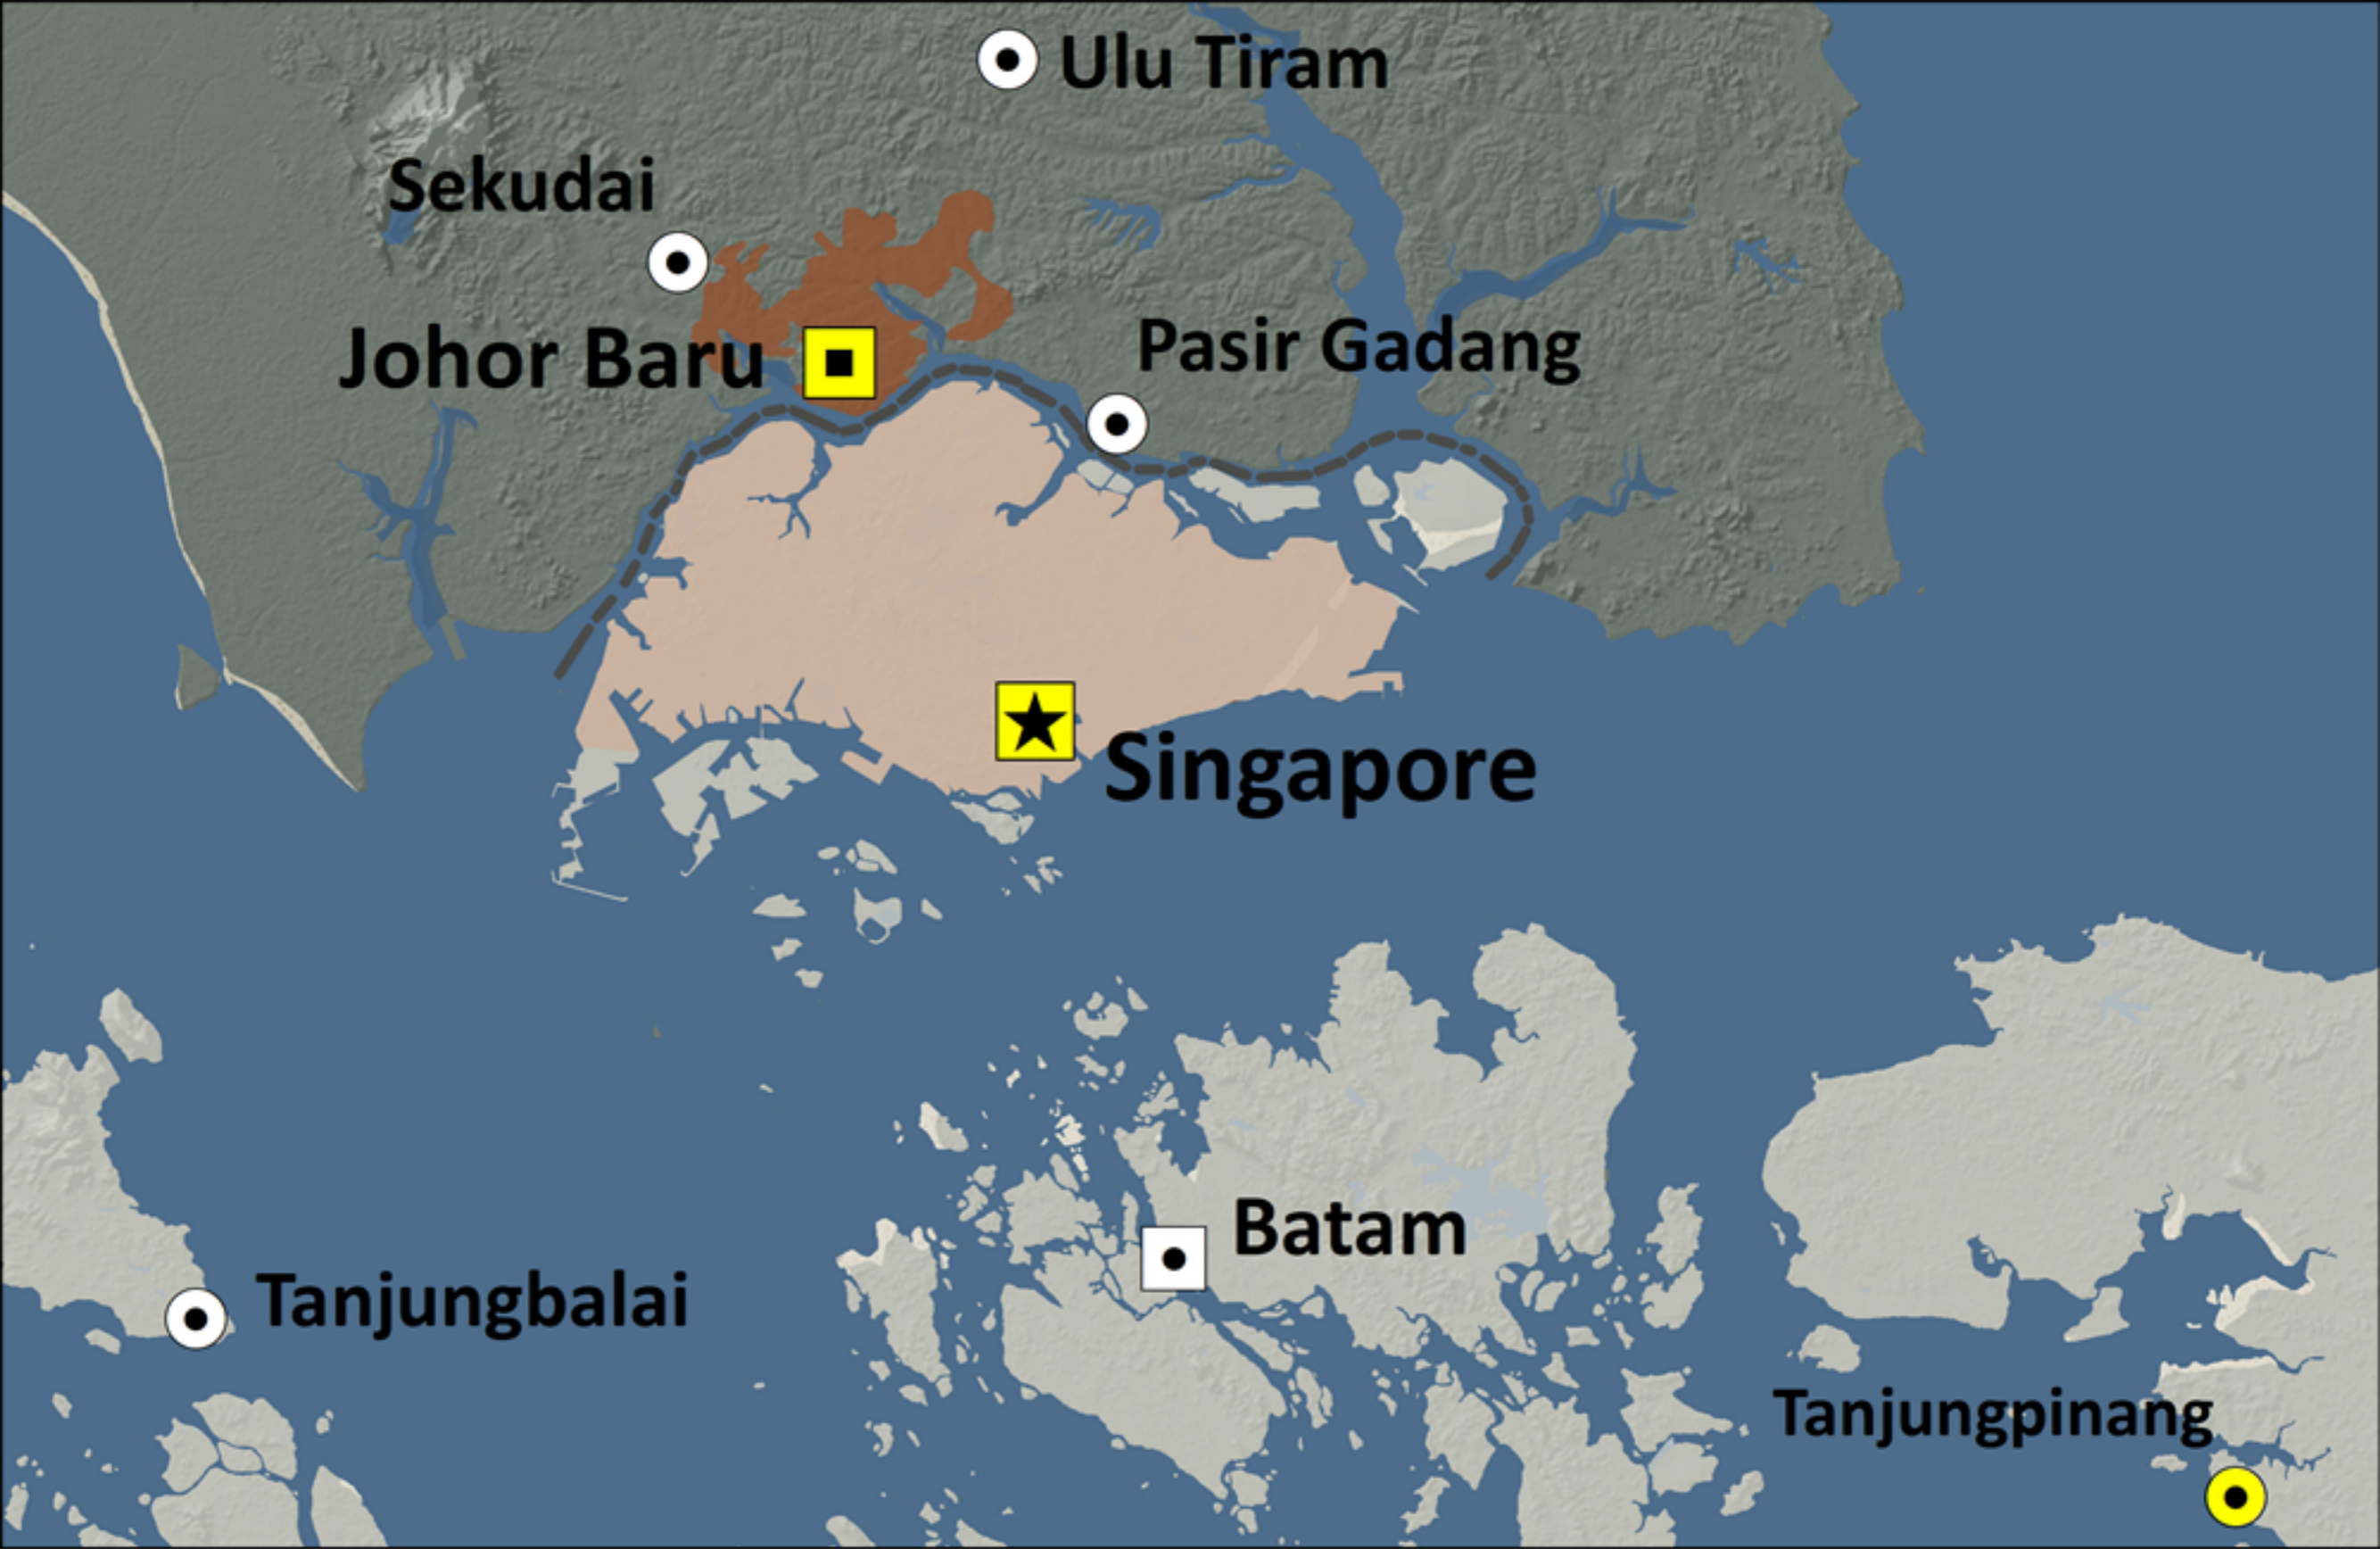 Ulu Tiram
Sekudai
Johor Baru
Pasir Gadang
Singapore
Batam
Tanjungbalai
Tanjungpinang